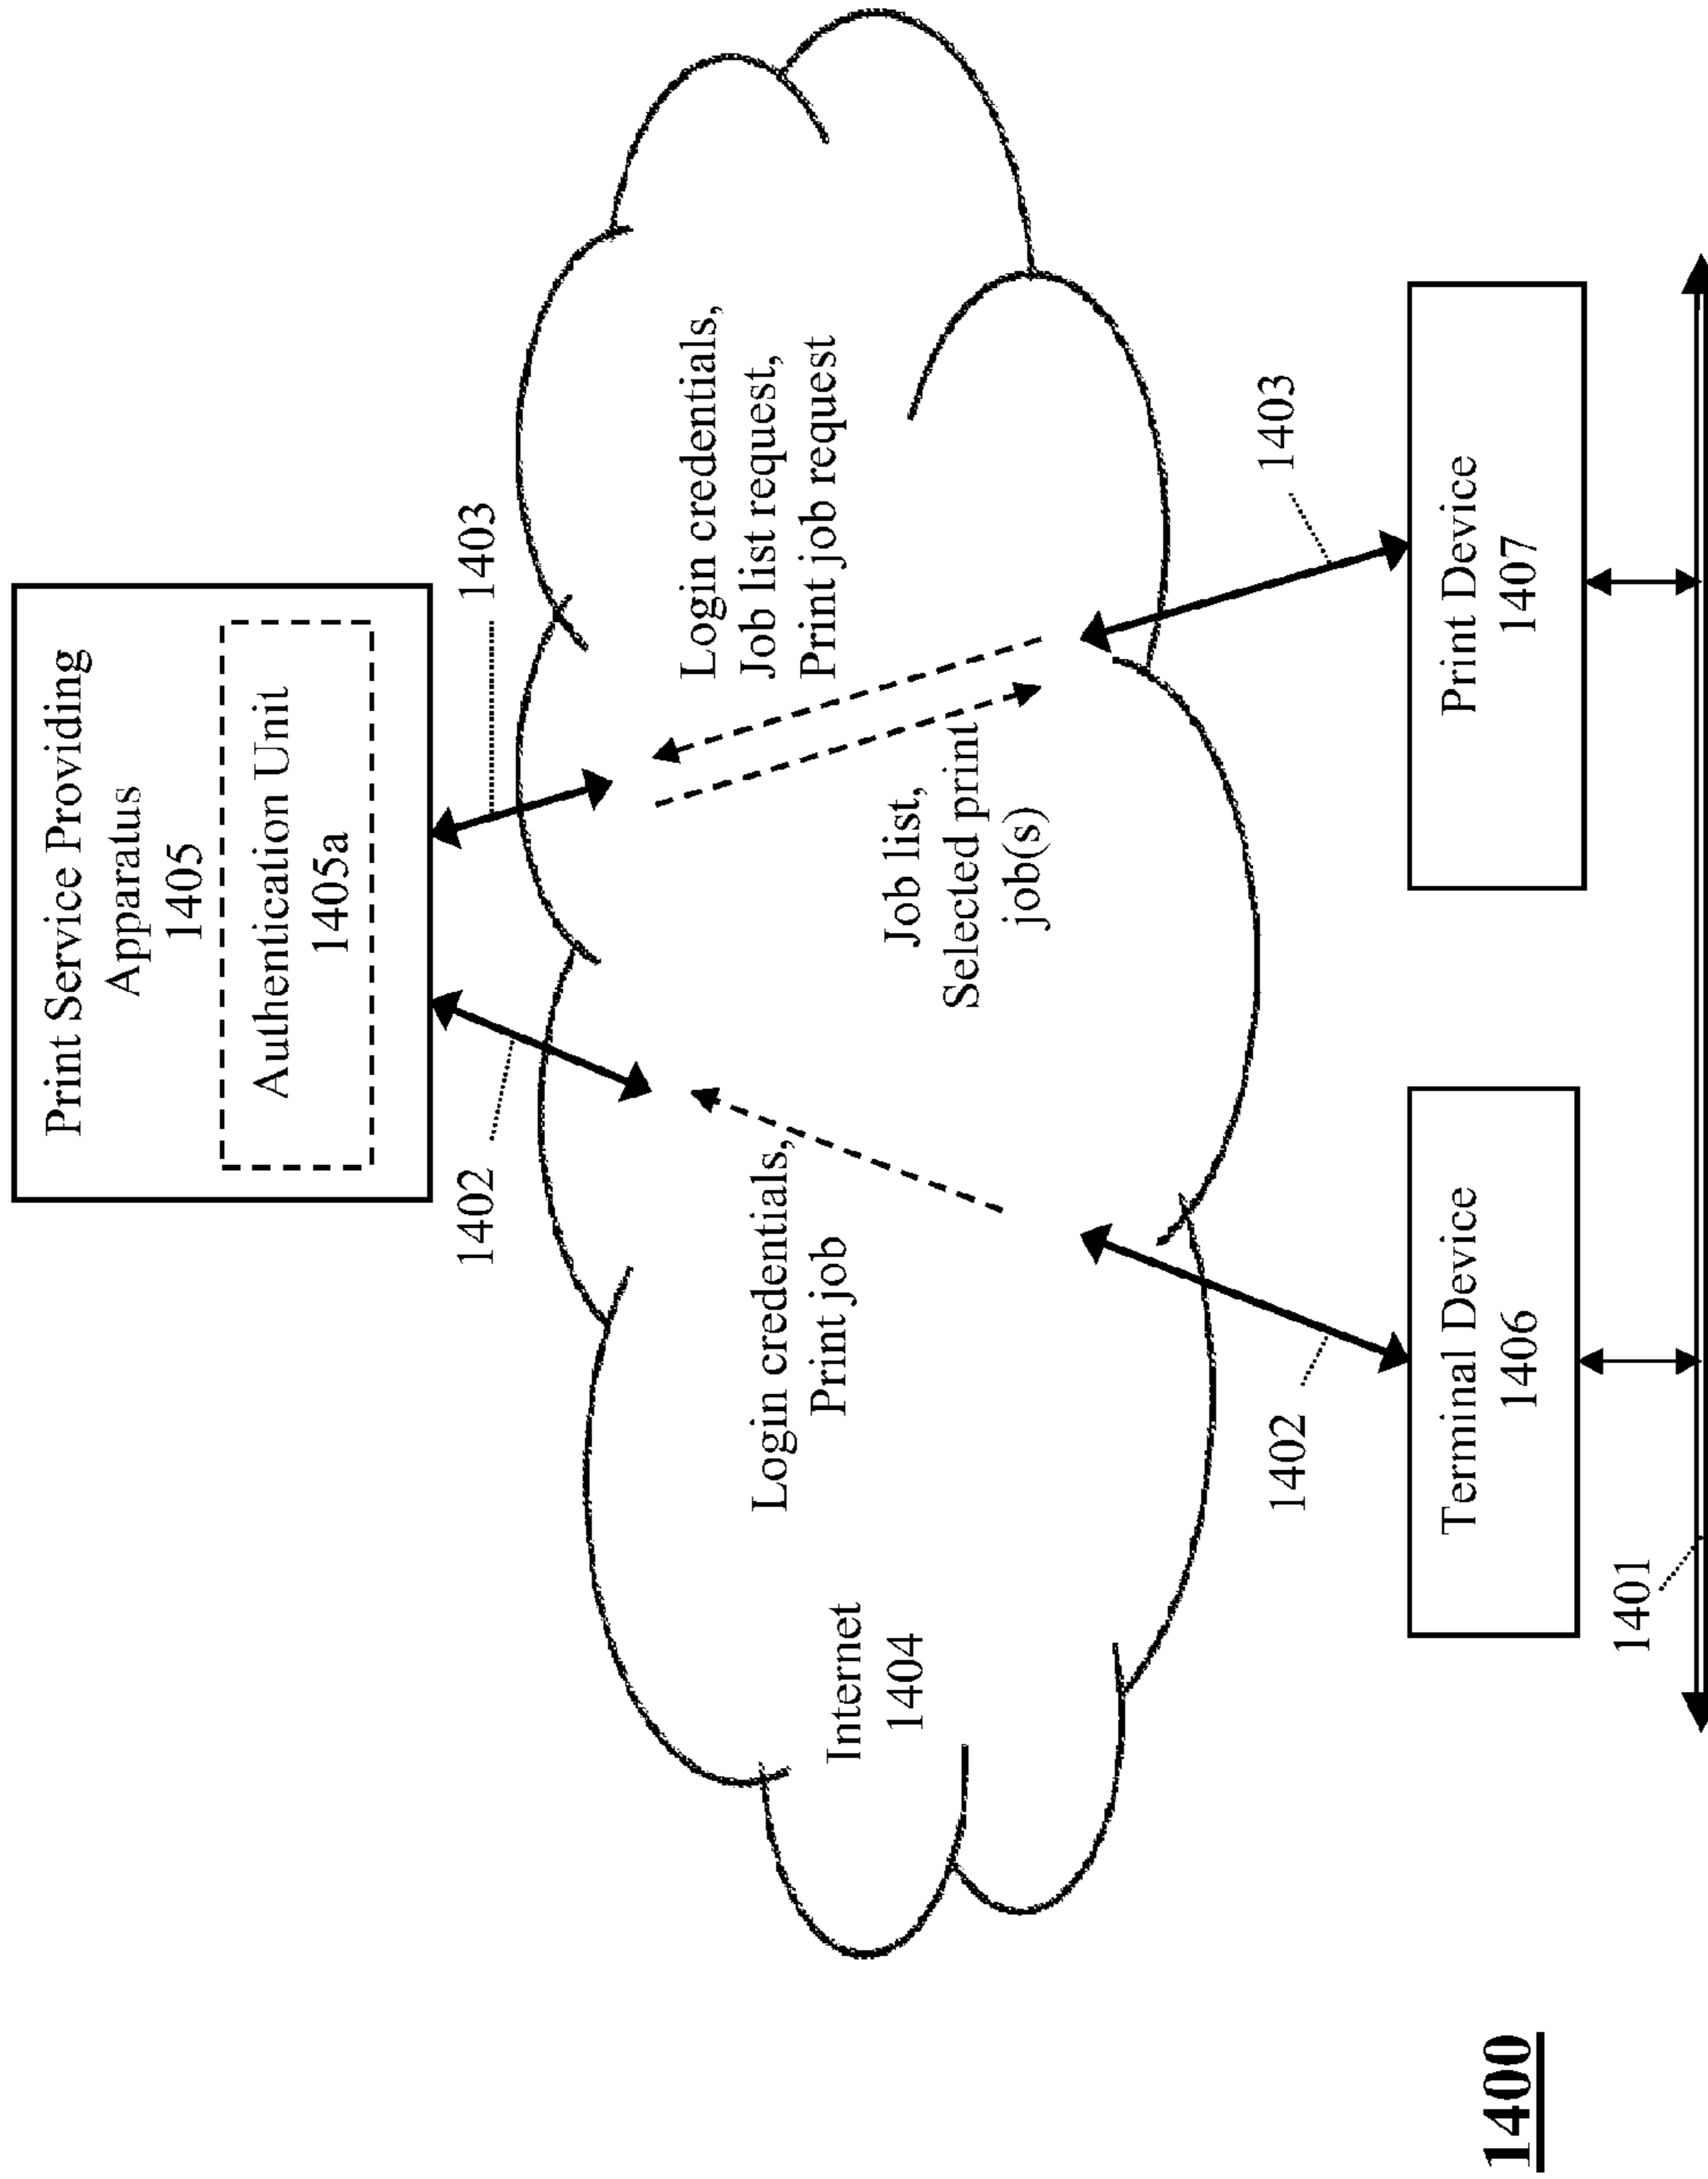 Print Service Providing
Apparatus
1405
Authentication Unit
1405a
1402
1403
Login credentials,
Print job
Login credentials,
Job list request,
Print job request
Job list,
Selected print
job(s)
Internet
1404
1402
1403
Terminal Device
1406
Print Device
1407
1401
1400